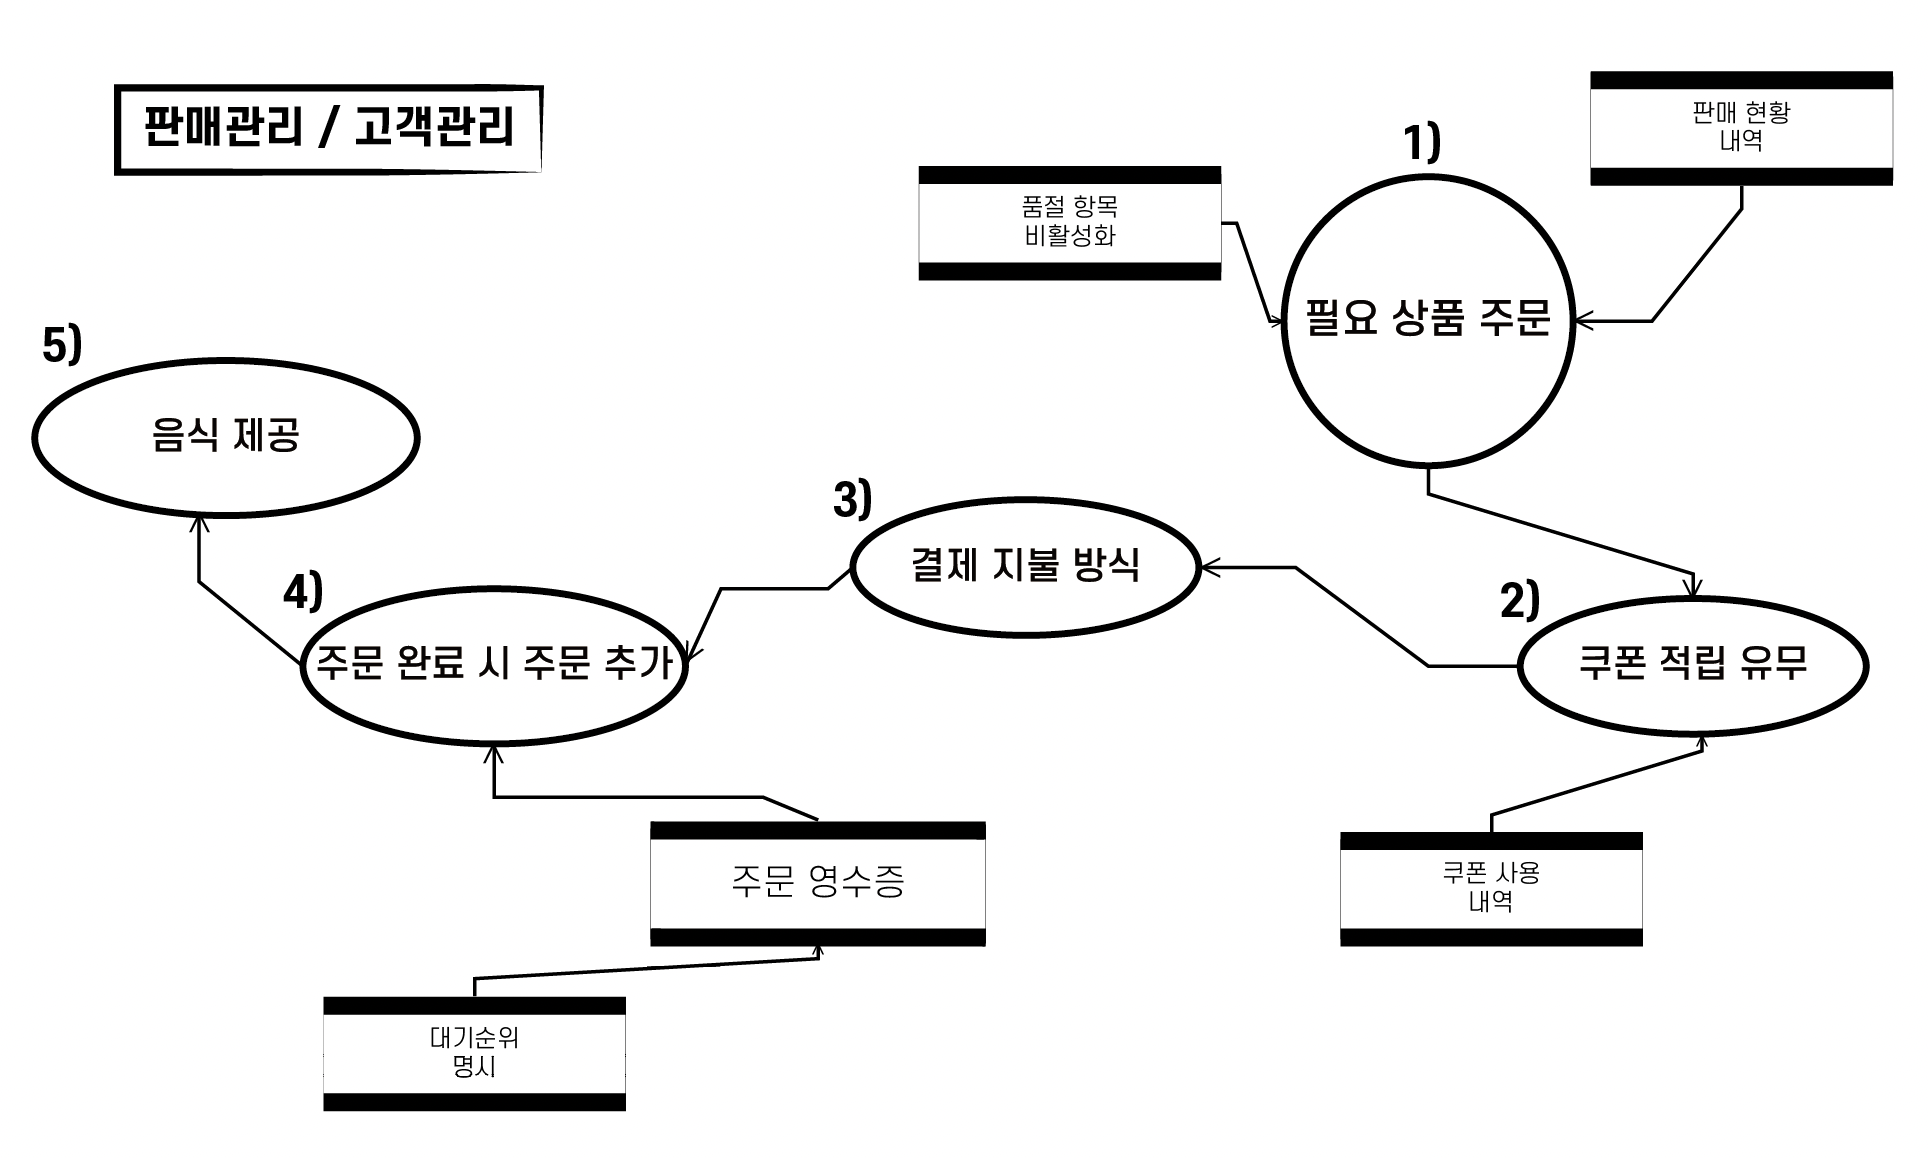 판매관리 / 고객관리
판매 현황
내역
1)
품절 항목
비활성화
필요 상품 주문
5)
음식 제공
3)
결제 지불 방식
4)
주문 완료 시 주문 추가
2)
쿠폰 적립 유무
주문 영수증
쿠폰 사용
내역
대기순위
명시